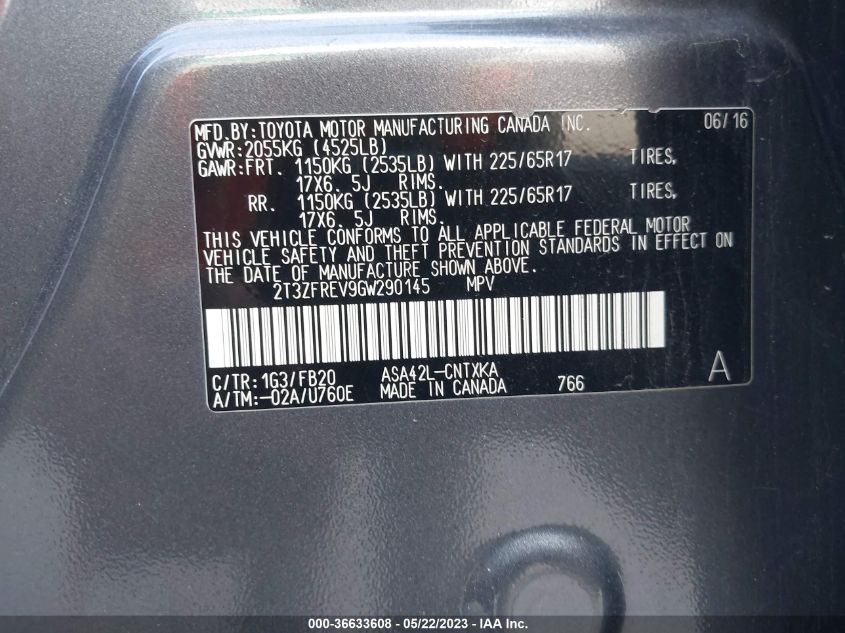 MFD.BY:TOYOTA MOTOR MANUFACTURING CANADA INC. 06/16
GVWR:2055KG (4525LB)
GAWR:FRT. 1150KG (2535LB) WITH 225/65R17 TIRES,
17X6. 5J RIMS.
RR. 1150KG (2535LB) WITH 225/65R17 TIRES,
17X6. 5J RIMS.
THIS VEHICLE CONFORMS TO ALL APPLICABLE FEDERAL MOTOR
VEHICLE SAFETY AND THEFT PREVENTION STANDARDS IN EFFECT ON
THE DATE OF MANUFACTURE SHOWN ABOVE.
2T3ZFREV9GW290145 MPV
C/TR:1G3/FB20 ASA42L-CNTXKA
A/TM:-02A/U760E MADE IN CANADA 766 A
000-36633608 - 05/22/2023 - Copyright © IAA, Inc.